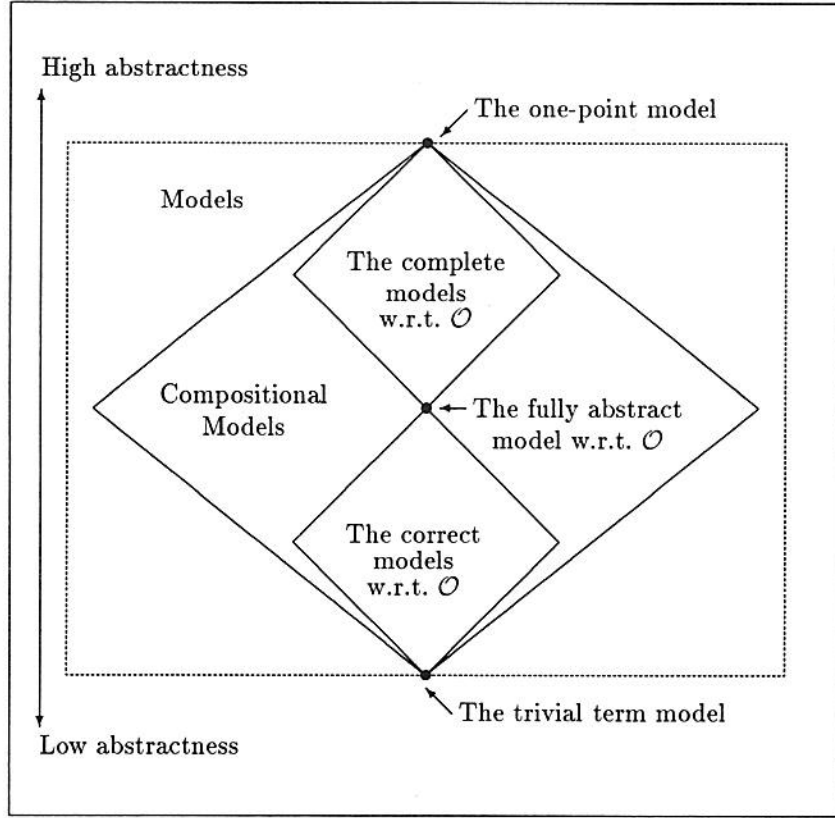 High abstractness
The one-point model
Models
The complete
models
w.r.t. 𝒪
Compositional
Models
The fully abstract
model w.r.t. 𝒪
The correct
models
w.r.t. 𝒪
The trivial term model
Low abstractness